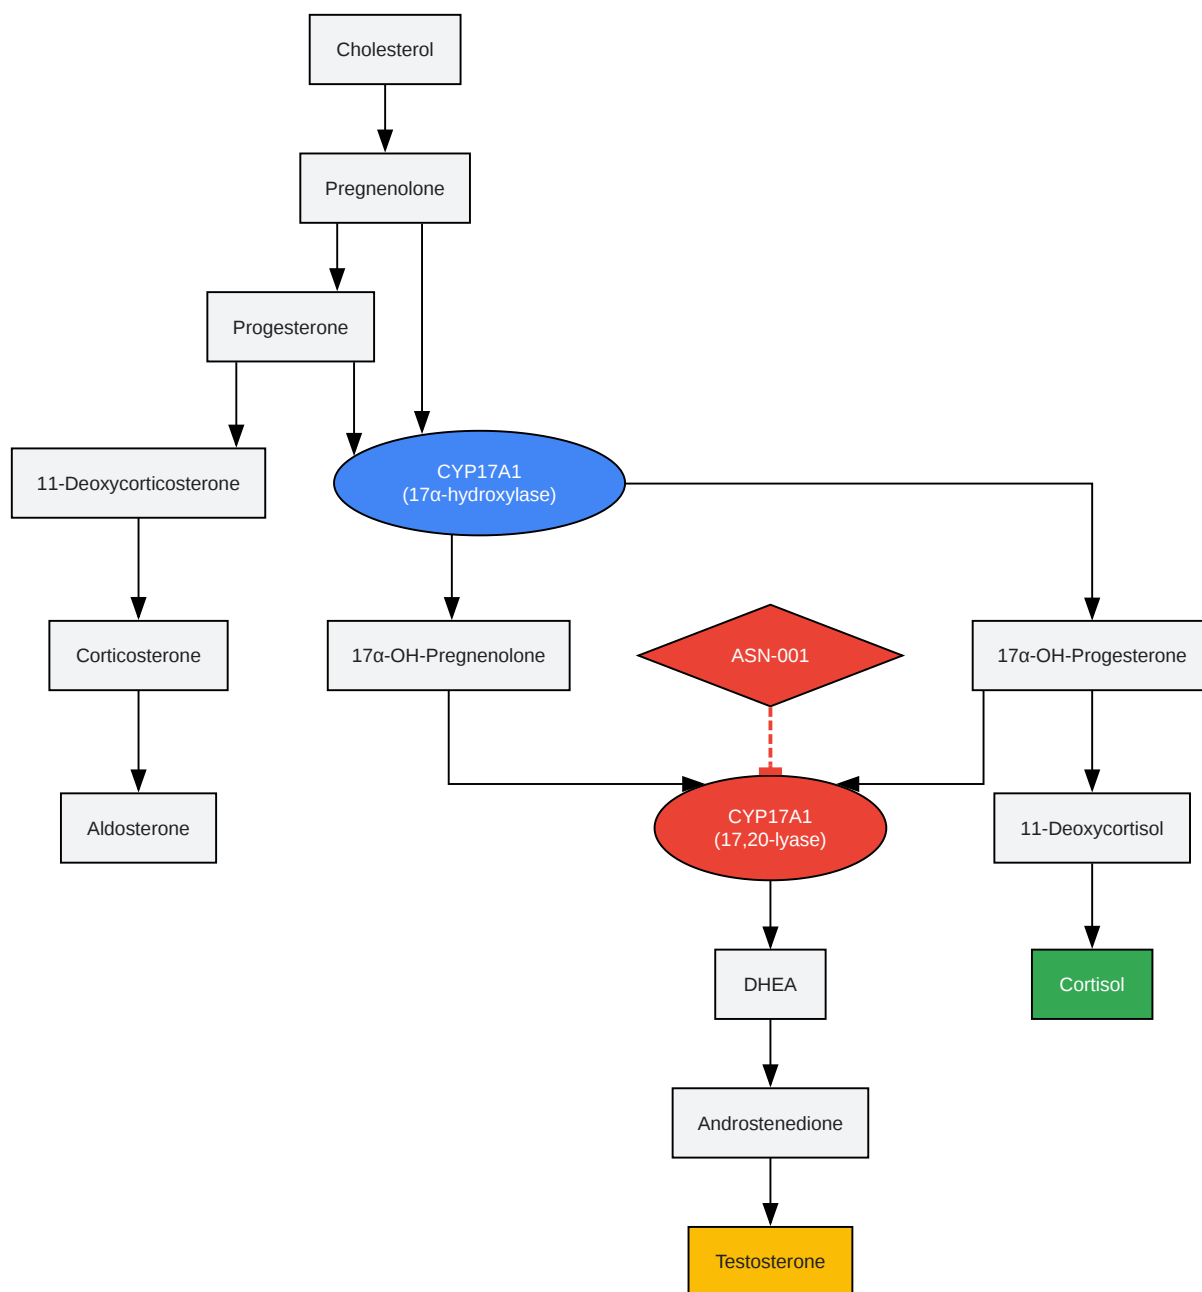 Cholesterol
Pregnenolone
Progesterone
11-Deoxycorticosterone
CYP17A1
(17α-hydroxylase)
Corticosterone
17α-OH-Pregnenolone
ASN-001
17α-OH-Progesterone
Aldosterone
CYP17A1
(17,20-lyase)
11-Deoxycortisol
DHEA
Cortisol
Androstenedione
Testosterone